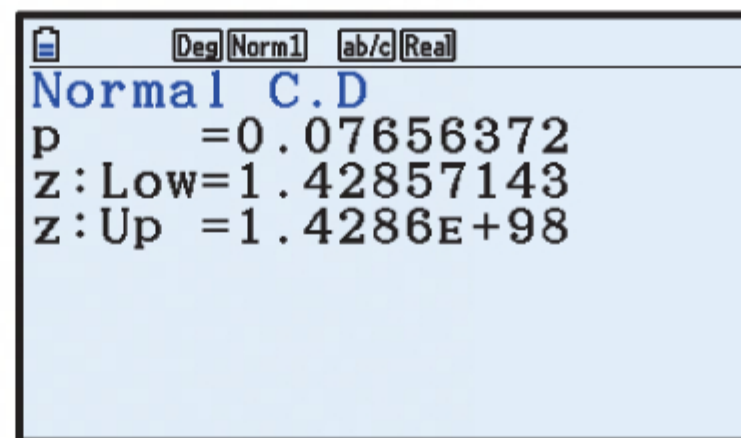 Deg Norm1 ab/c Real
Normal C.D
p =0.07656372
z:Low=1.42857143
z:Up =1.4286E+98